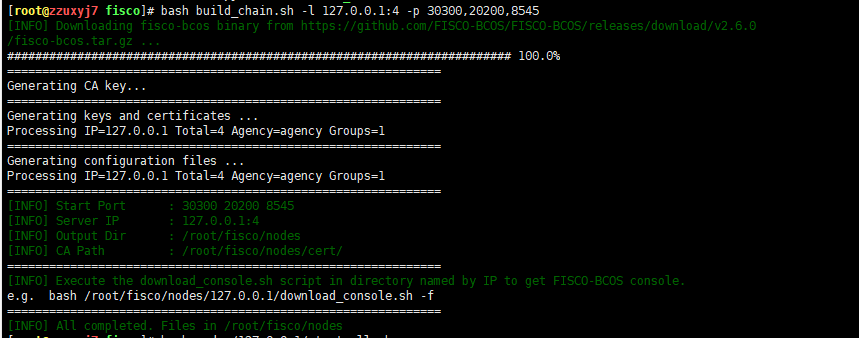 [root@zzuxyj7 fisco]# bash build_chain.sh -l 127.0.0.1:4 -p 30300,20200,8545
[INFO] Downloading fisco-bcos binary from https://github.com/FISCO-BCOS/FISCO-BCOS/releases/download/v2.6.0
/fisco-bcos.tar.gz ...
######################################################################## 100.0%
==============================================================
Generating CA key...
==============================================================
Generating keys and certificates ...
Processing IP=127.0.0.1 Total=4 Agency=agency Groups=1
==============================================================
Generating configuration files ...
Processing IP=127.0.0.1 Total=4 Agency=agency Groups=1
==============================================================
[INFO] Start Port      : 30300 20200 8545
[INFO] Server IP       : 127.0.0.1:4
[INFO] Output Dir      : /root/fisco/nodes
[INFO] CA Path         : /root/fisco/nodes/cert/
==============================================================
[INFO] Execute the download_console.sh script in directory named by IP to get FISCO-BCOS console.
e.g.  bash /root/fisco/nodes/127.0.0.1/download_console.sh -f
==============================================================
[INFO] All completed. Files in /root/fisco/nodes